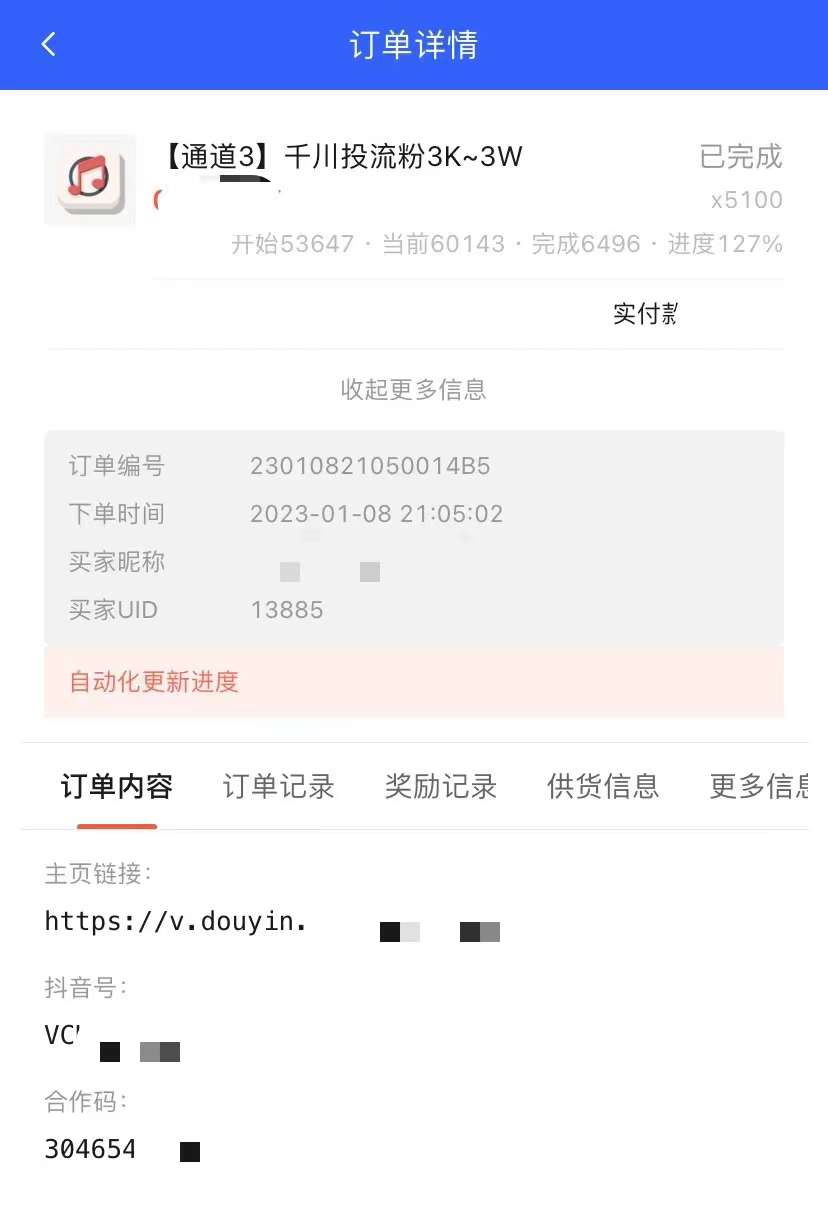 订单详情
【通道3】千川投流粉3K~3W
已完成
x5100
开始53647 · 当前60143 · 完成6496 · 进度127%
实付款
收起更多信息
订单编号 23010821050014B5
下单时间 2023-01-08 21:05:02
买家昵称
买家UID 13885
自动化更新进度
订单内容 订单记录 奖励记录 供货信息 更多信息
主页链接:
https://v.douyin.
抖音号:
VC
合作码:
304654